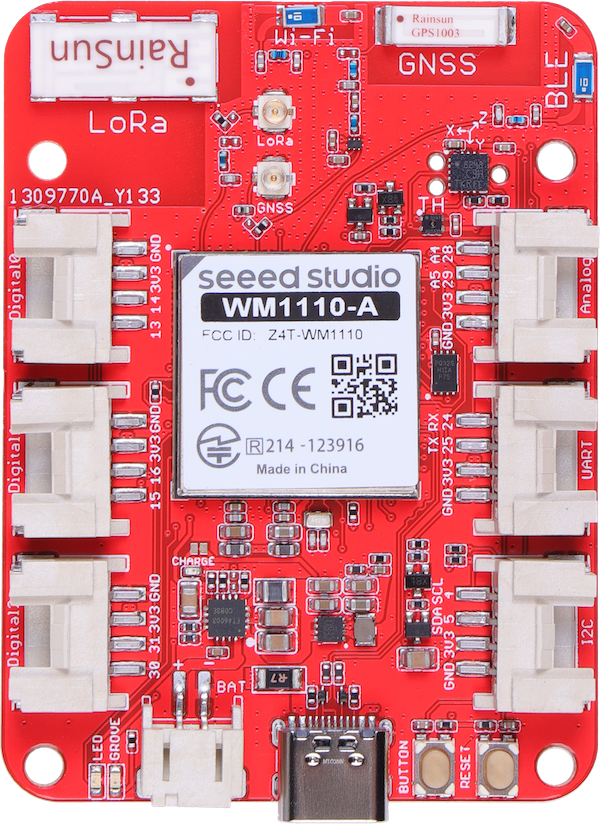 RainSun
Wi-Fi
Rainsun
GPS1003
GNSS
BLE
LoRa
LoRa
GNSS
X
Z
Y
TH
1309770A_Y133
Digital0
13 14 3V3 GND
Analog
A5 A4
GND 3V3 29 28
seeed studio
WM1110-A
FCC ID: Z4T-WM1110
FC CE
R 214-123916
Made in China
Digital
15 16 3V3 GND
UART
TX RX
GND 3V3 25 24
CHARGE
Digital
30 31 3V3 GND
I2C
SDA SCL
GND 3V3 5 4
+ -
BAT
R7
LED
GROVE
BUTTON
RESET